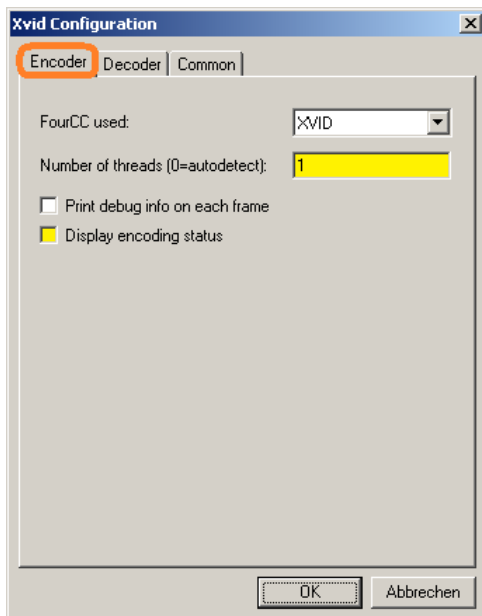 Xvid Configuration
Encoder Decoder Common
FourCC used: XVID
Number of threads (0=autodetect): 1
Print debug info on each frame
Display encoding status
OK Abbrechen